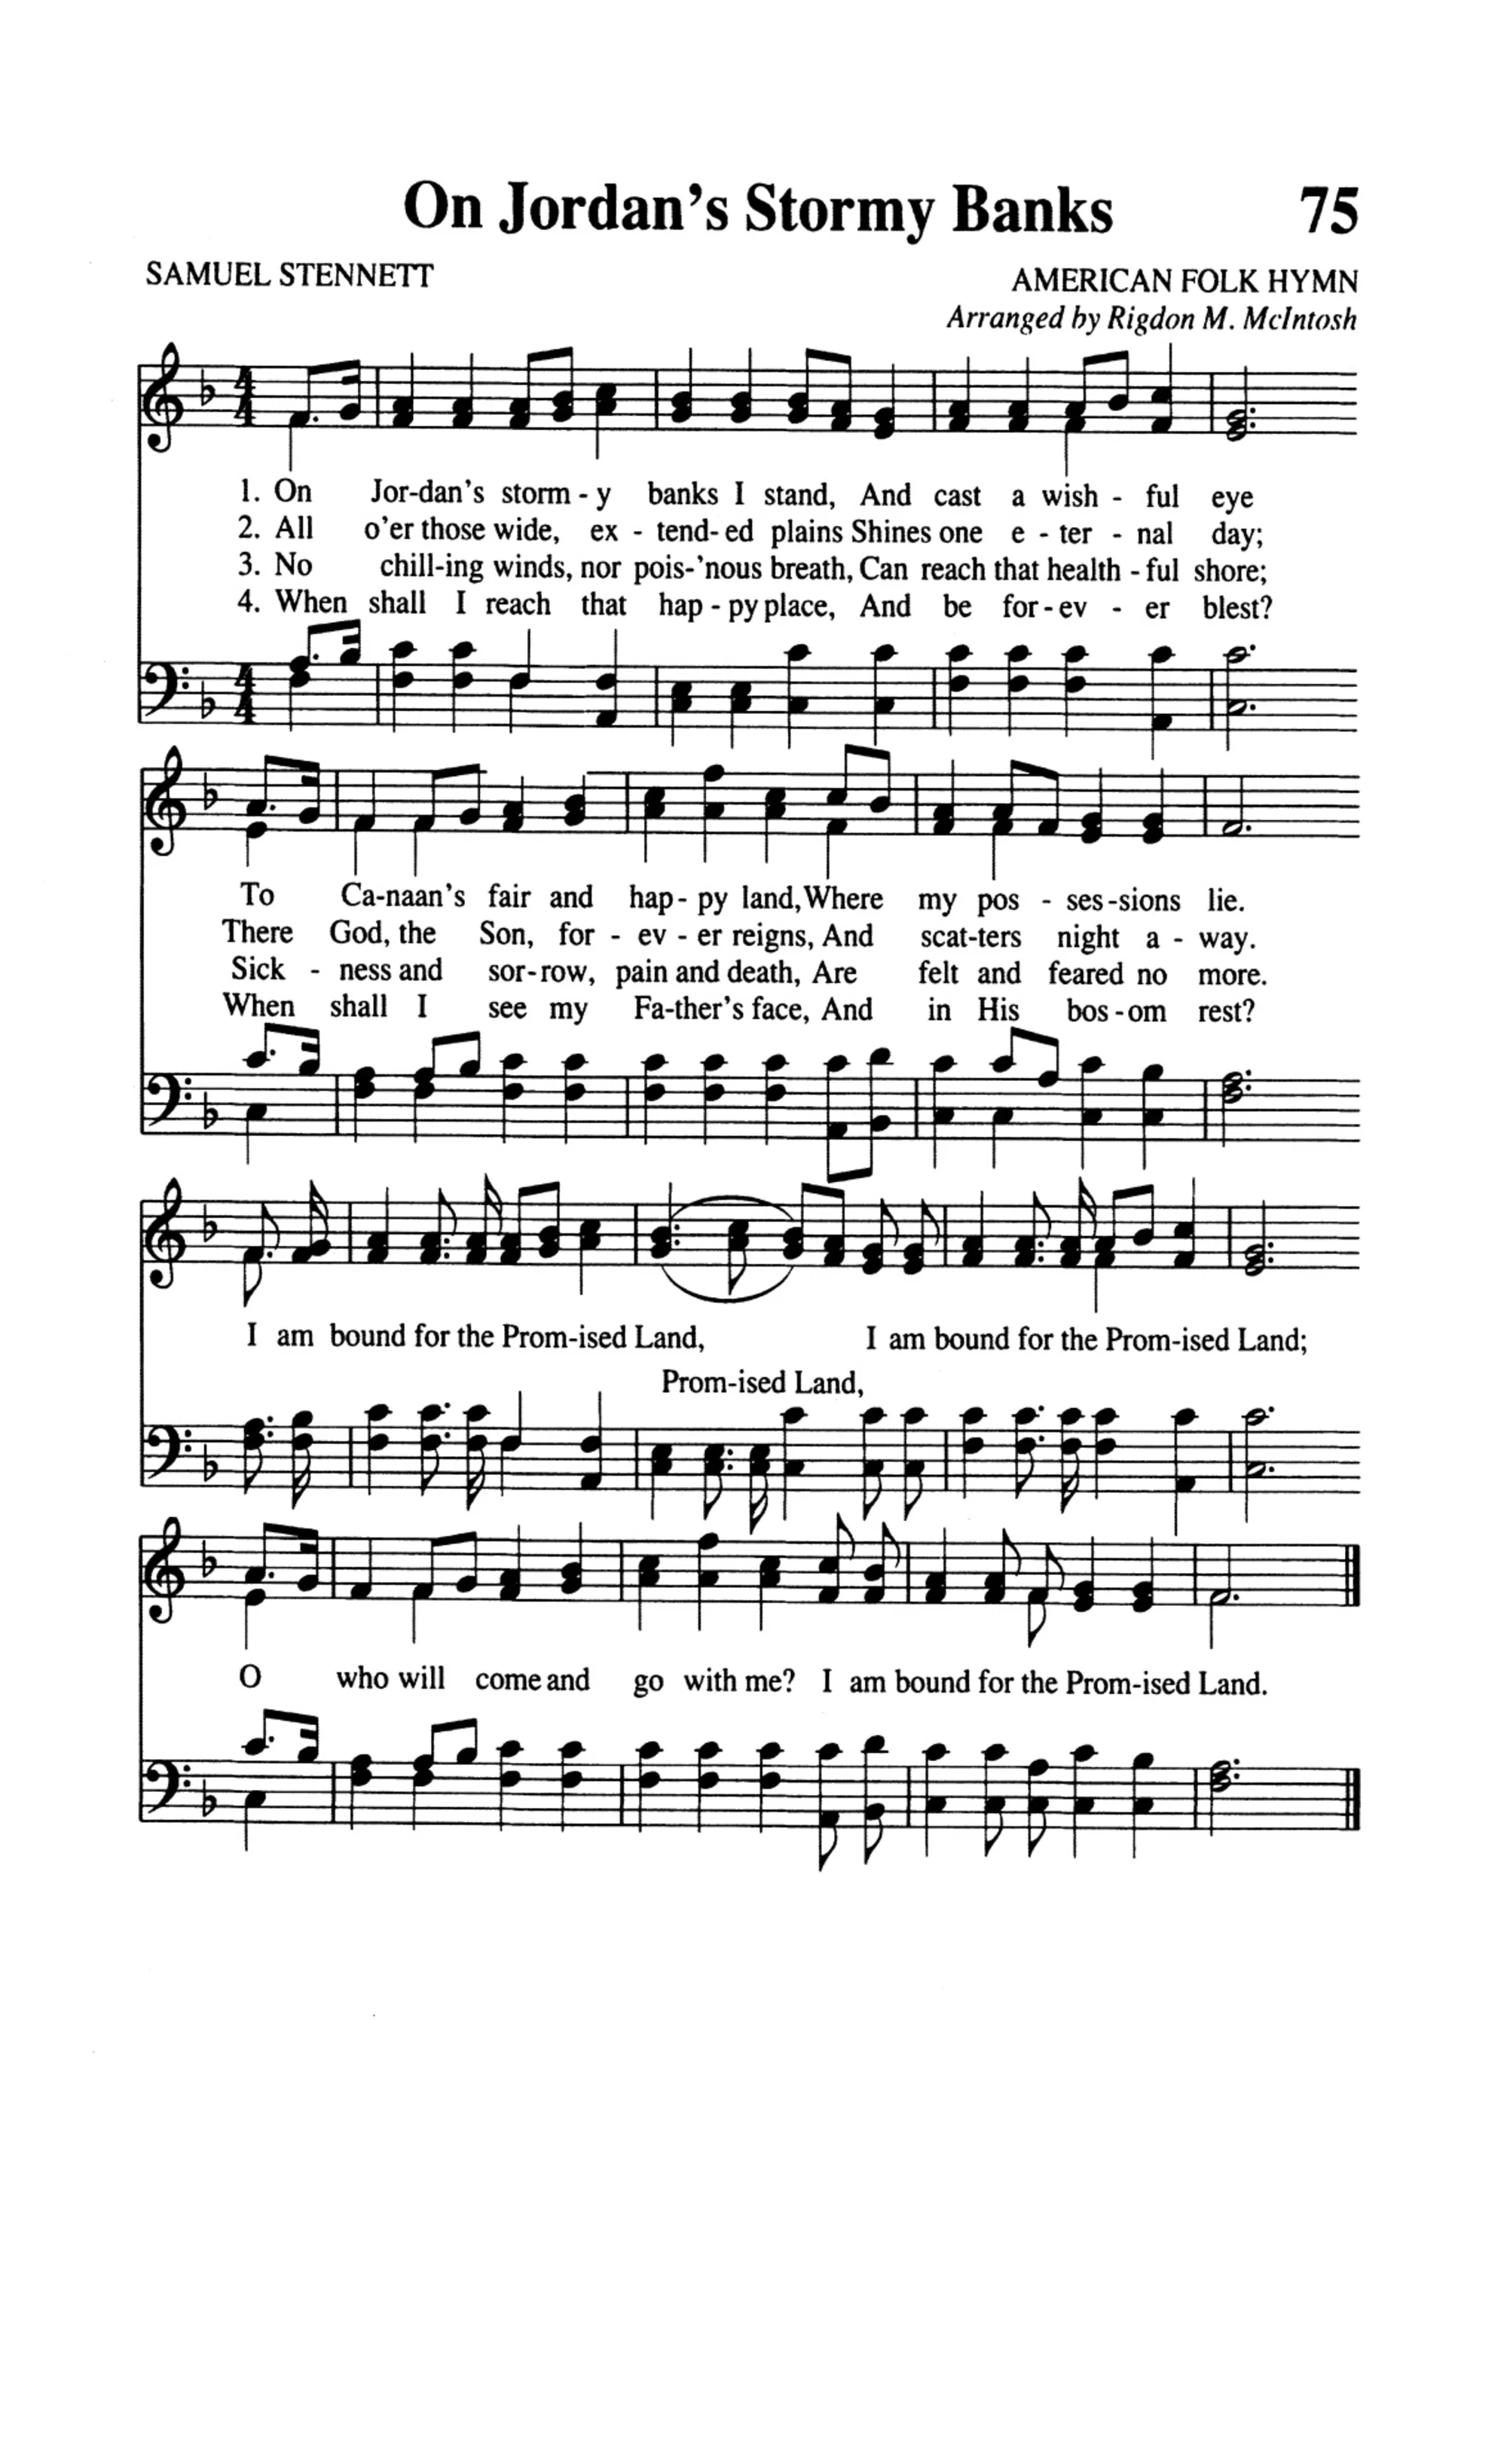 On Jordan's Stormy Banks 75
SAMUEL STENNETT
AMERICAN FOLK HYMN
Arranged by Rigdon M. McIntosh
1. On Jor-dan's storm - y banks I stand, And cast a wish - ful eye
2. All o'er those wide, ex - tend- ed plains Shines one e - ter - nal day;
3. No chill-ing winds, nor pois-'nous breath, Can reach that health - ful shore;
4. When shall I reach that hap - py place, And be for - ev - er blest?
To Ca-naan's fair and hap- py land, Where my pos - ses -sions lie.
There God, the Son, for - ev - er reigns, And scat-ters night a - way.
Sick - ness and sor-row, pain and death, Are felt and feared no more.
When shall I see my Fa-ther's face, And in His bos - om rest?
I am bound for the Prom-ised Land, I am bound for the Prom-ised Land;
Prom-ised Land,
O who will come and go with me? I am bound for the Prom-ised Land.